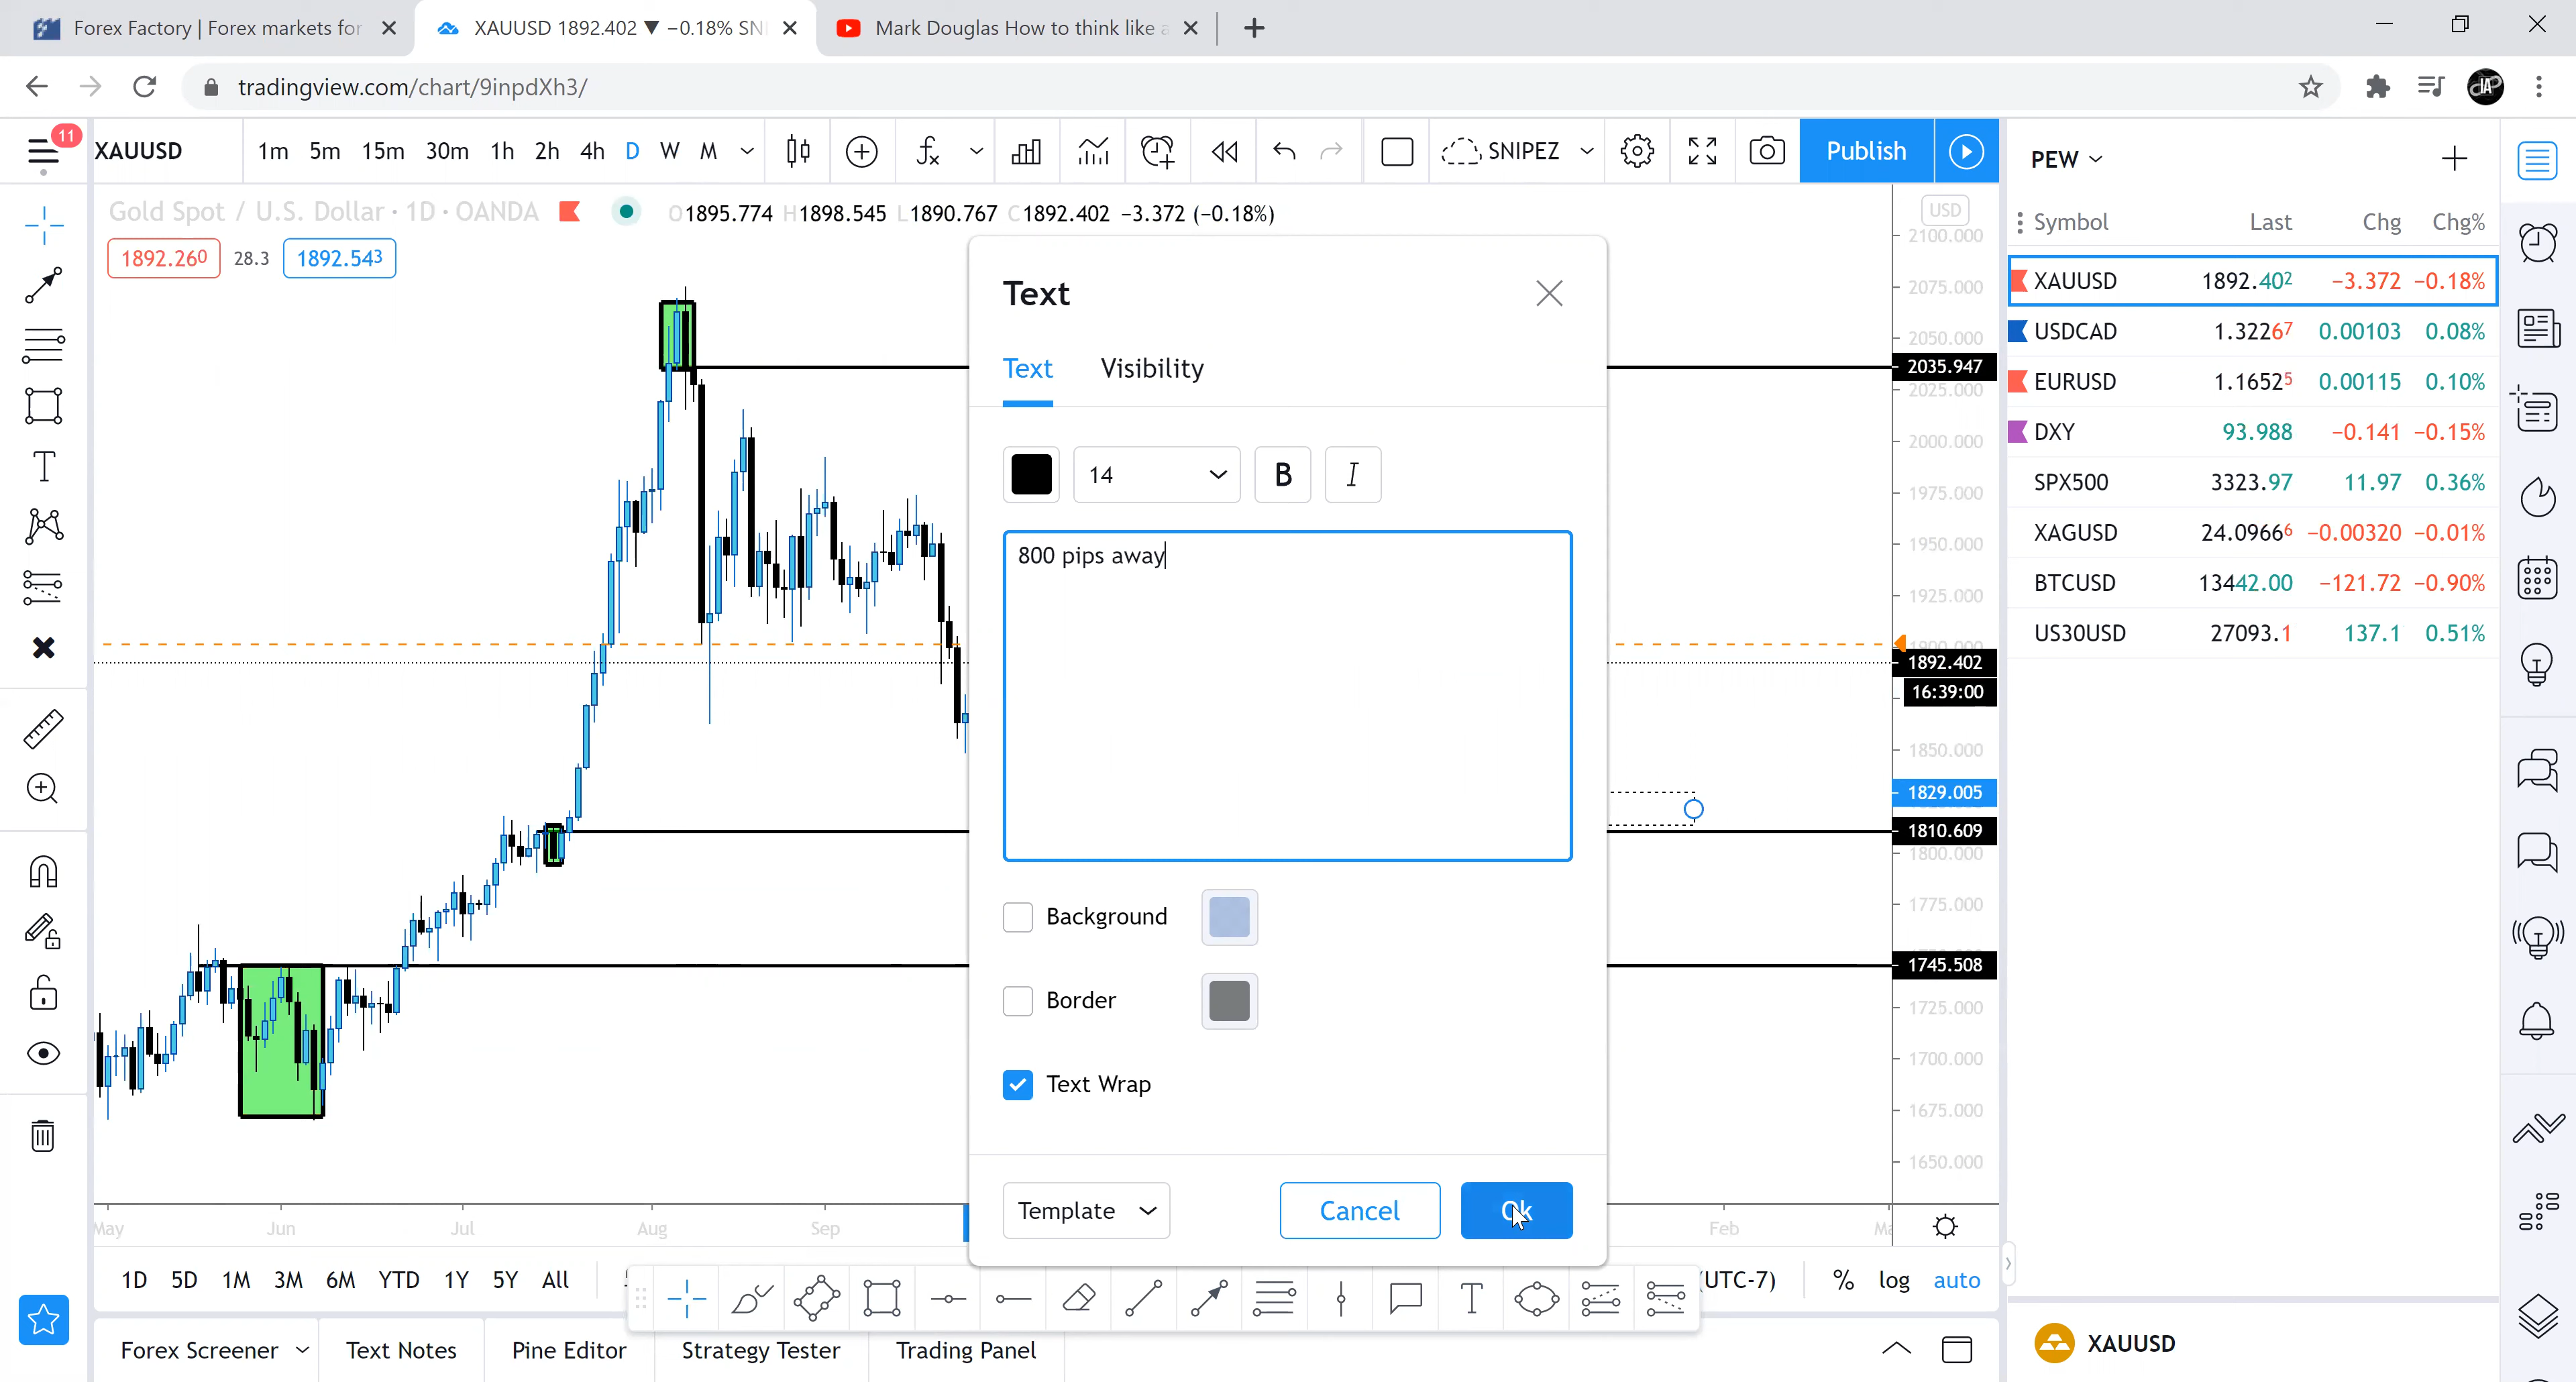 Forex Factory | Forex markets for
XAUUSD 1892.402 ▼ −0.18% SNI
Mark Douglas How to think like a
tradingview.com/chart/9inpdXh3/
11
XAUUSD
1m 5m 15m 30m 1h 2h 4h D W M
SNIPEZ
Publish
Gold Spot / U.S. Dollar · 1D · OANDA
O1895.774 H1898.545 L1890.767 C1892.402 −3.372 (−0.18%)
1892.260 28.3 1892.543
USD
2100.000
2075.000
2050.000
2035.947
2025.000
2000.000
1975.000
1950.000
1925.000
1892.402
16:39:00
1850.000
1829.005
1810.609
1800.000
1775.000
1745.508
1725.000
1700.000
1675.000
1650.000
Text
Text Visibility
14 B I
800 pips away
Background
Border
Text Wrap
Template Cancel Ok
May Jun Jul Aug Sep Feb
1D 5D 1M 3M 6M YTD 1Y 5Y All
(UTC-7) % log auto
Forex Screener Text Notes Pine Editor Strategy Tester Trading Panel
PEW
Symbol Last Chg Chg%
XAUUSD 1892.402 −3.372 −0.18%
USDCAD 1.32267 0.00103 0.08%
EURUSD 1.16525 0.00115 0.10%
DXY 93.988 −0.141 −0.15%
SPX500 3323.97 11.97 0.36%
XAGUSD 24.09666 −0.00320 −0.01%
BTCUSD 13442.00 −121.72 −0.90%
US30USD 27093.1 137.1 0.51%
XAUUSD